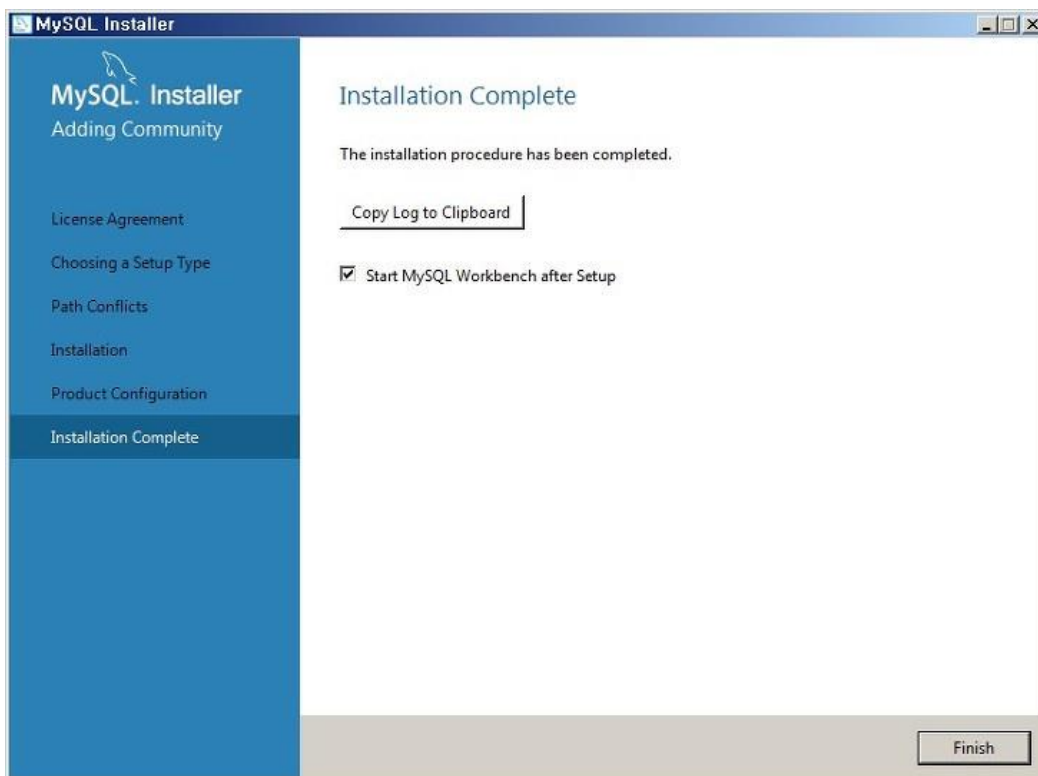 MySQL Installer
MySQL. Installer
Adding Community
License Agreement
Choosing a Setup Type
Path Conflicts
Installation
Product Configuration
Installation Complete
Installation Complete
The installation procedure has been completed.
Copy Log to Clipboard
Start MySQL Workbench after Setup
Finish